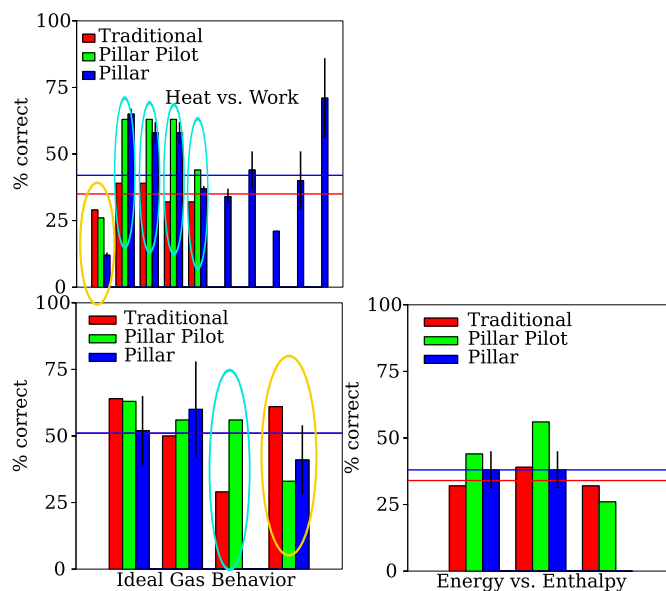 100
75
50
25
0
% correct
Traditional
Pillar Pilot
Pillar
Heat vs. Work
100
75
50
25
0
% correct
Traditional
Pillar Pilot
Pillar
Ideal Gas Behavior
100
75
50
25
0
% correct
Traditional
Pillar Pilot
Pillar
Energy vs. Enthalpy